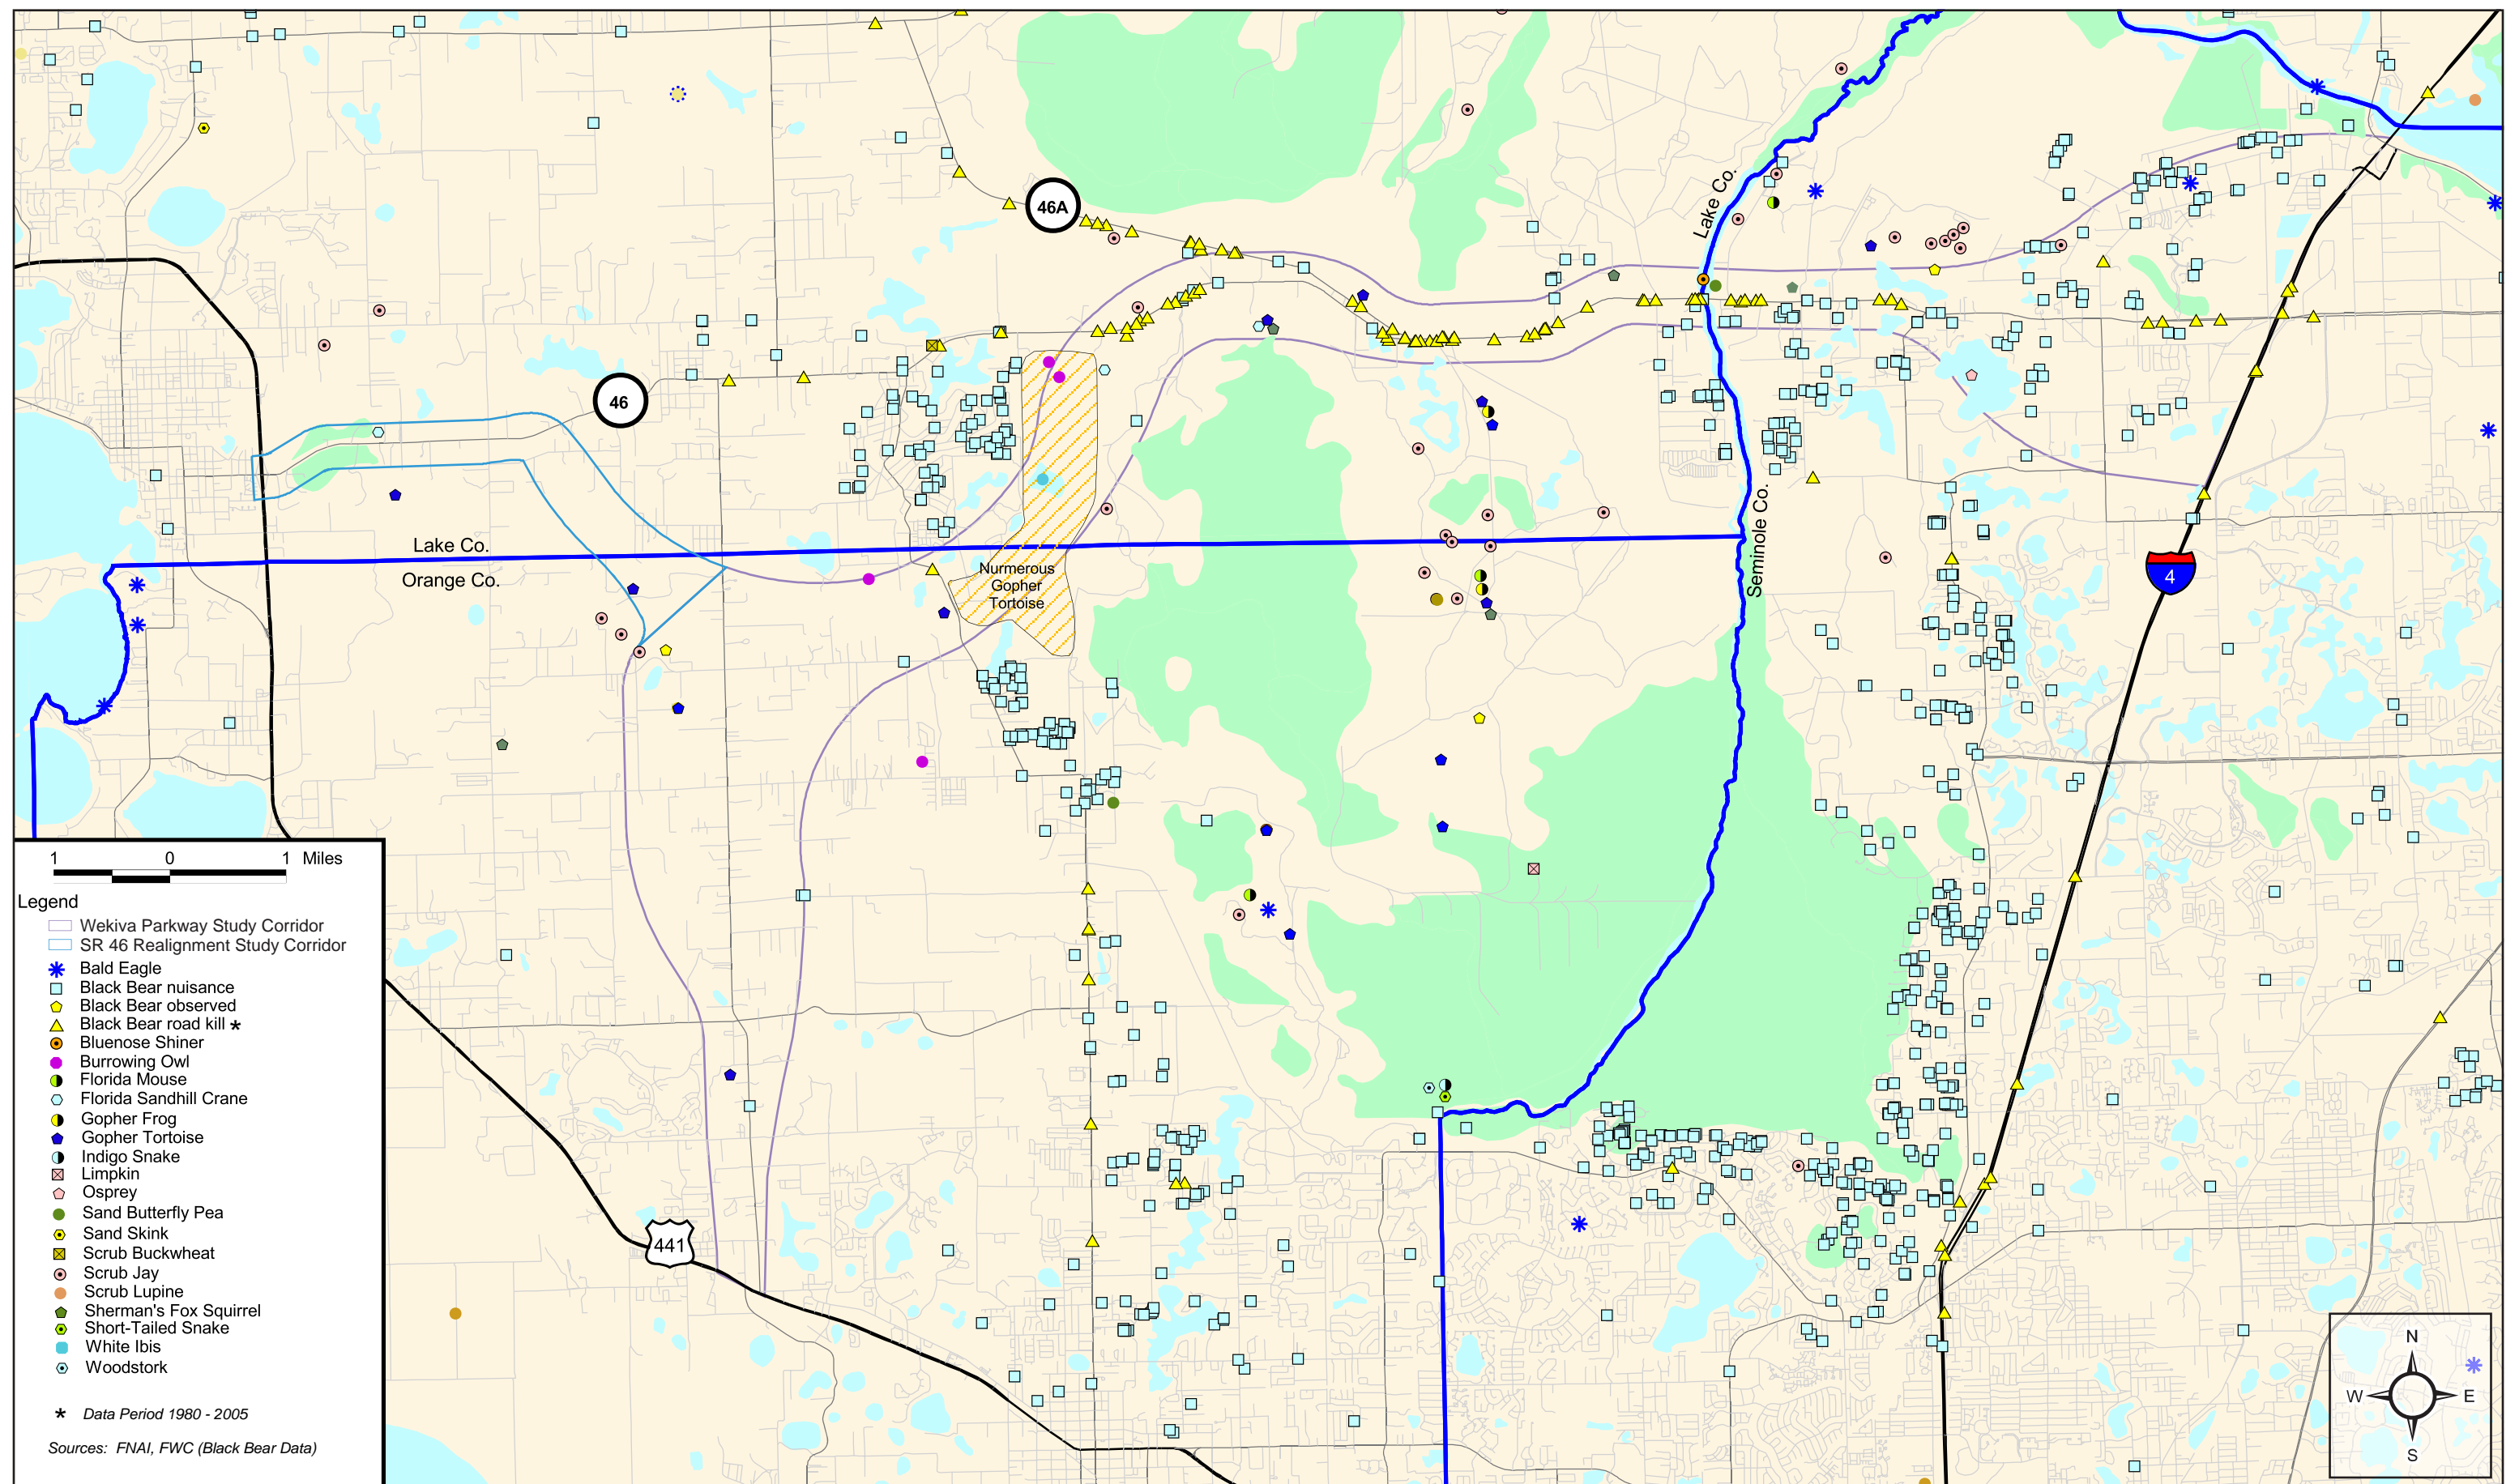 46A
Lake Co.
46
Lake Co.
Orange Co.
Seminole Co.
Nurmerous
Gopher
Tortoise
4
441
1 0 1 Miles
Legend
Wekiva Parkway Study Corridor
SR 46 Realignment Study Corridor
Bald Eagle
Black Bear nuisance
Black Bear observed
Black Bear road kill *
Bluenose Shiner
Burrowing Owl
Florida Mouse
Florida Sandhill Crane
Gopher Frog
Gopher Tortoise
Indigo Snake
Limpkin
Osprey
Sand Butterfly Pea
Sand Skink
Scrub Buckwheat
Scrub Jay
Scrub Lupine
Sherman's Fox Squirrel
Short-Tailed Snake
White Ibis
Woodstork
* Data Period 1980 - 2005
Sources: FNAI, FWC (Black Bear Data)
N
W E
S